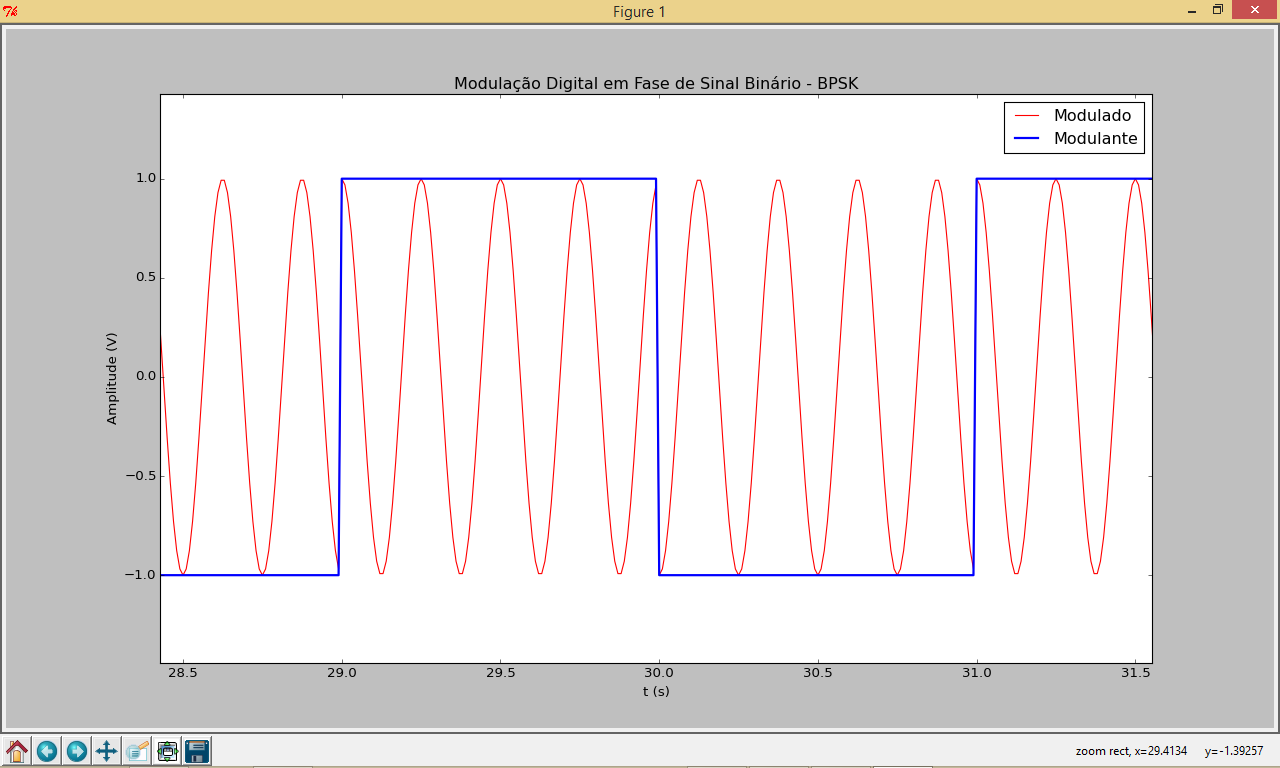 Figure 1
Modulação Digital em Fase de Sinal Binário - BPSK
Modulado
Modulante
1.0
0.5
0.0
−0.5
−1.0
Amplitude (V)
28.5 29.0 29.5 30.0 30.5 31.0 31.5
t (s)
zoom rect, x=29.4134 y=-1.39257